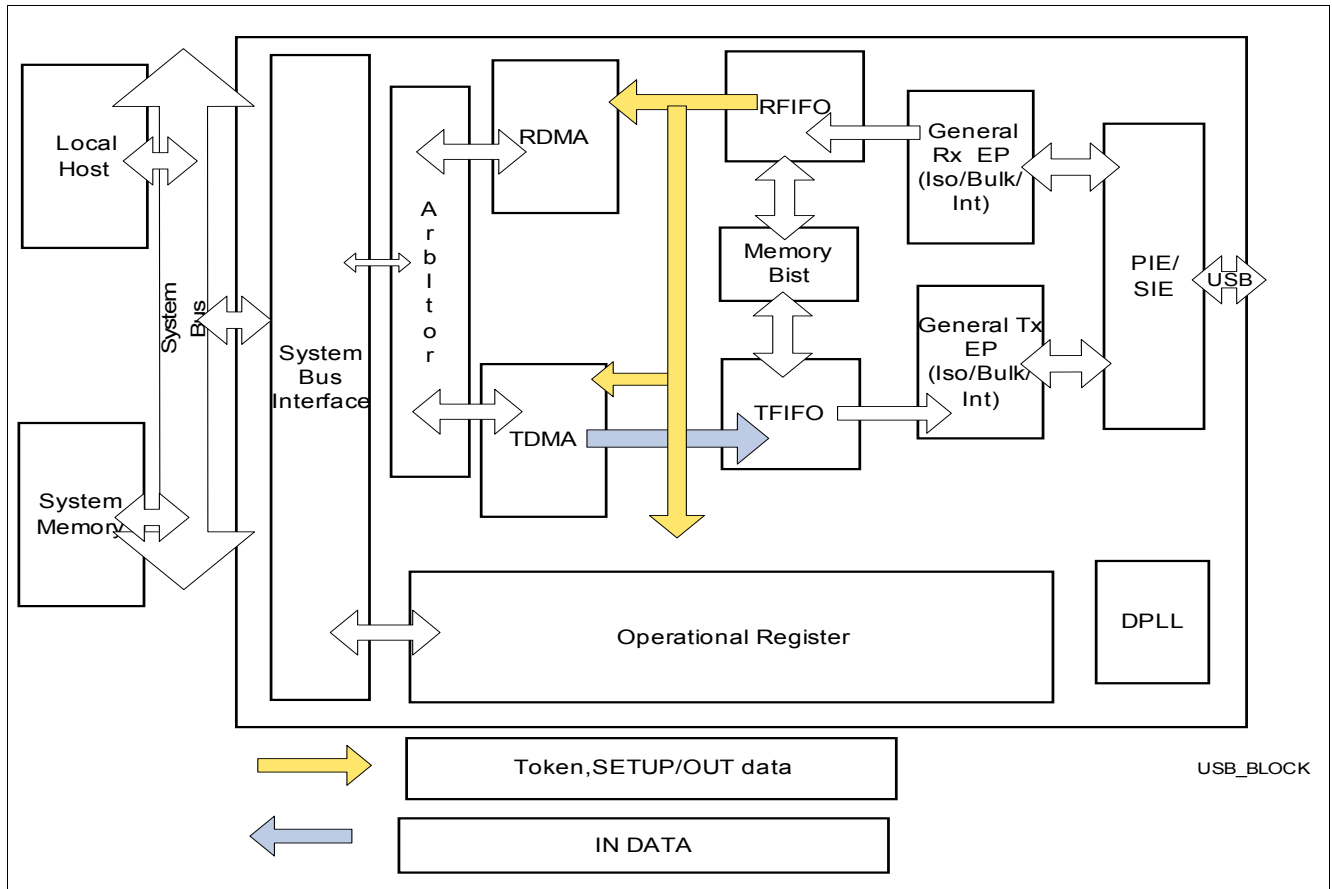 Local
Host
System
Memory
System
Bus
System
Bus
Interface
A
r
b
I
t
o
r
RDMA
TDMA
RFIFO
Memory
Bist
TFIFO
General
Rx EP
(Iso/Bulk/
Int)
General Tx
EP
(Iso/Bulk/
Int)
PIE/
SIE
USB
Operational Register
DPLL
Token,SETUP/OUT data
USB_BLOCK
IN DATA